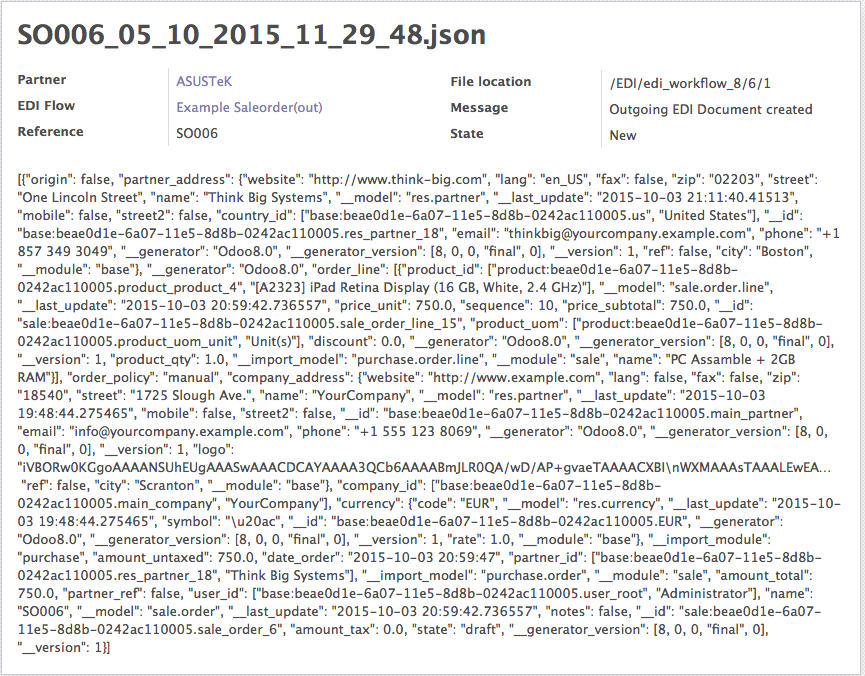 SO006_05_10_2015_11_29_48.json
Partner
ASUSTeK
File location
/EDI/edi_workflow_8/6/1
EDI Flow
Example Saleorder(out)
Message
Outgoing EDI Document created
Reference
SO006
State
New
[{"origin": false, "partner_address": {"website": "http://www.think-big.com", "lang": "en_US", "fax": false, "zip": "02203", "street":
"One Lincoln Street", "name": "Think Big Systems", "__model": "res.partner", "__last_update": "2015-10-03 21:11:40.41513",
"mobile": false, "street2": false, "country_id": ["base:beae0d1e-6a07-11e5-8d8b-0242ac110005.us", "United States"], "__id":
"base:beae0d1e-6a07-11e5-8d8b-0242ac110005.res_partner_18", "email": "thinkbig@yourcompany.example.com", "phone": "+1
857 349 3049", "__generator": "Odoo8.0", "__generator_version": [8, 0, 0, "final", 0], "__version": 1, "ref": false, "city": "Boston",
"__module": "base"}, "__generator": "Odoo8.0", "order_line": [{"product_id": ["product:beae0d1e-6a07-11e5-8d8b-
0242ac110005.product_product_4", "[A2323] iPad Retina Display (16 GB, White, 2.4 GHz)"], "__model": "sale.order.line",
"__last_update": "2015-10-03 20:59:42.736557", "price_unit": 750.0, "sequence": 10, "price_subtotal": 750.0, "__id":
"sale:beae0d1e-6a07-11e5-8d8b-0242ac110005.sale_order_line_15", "product_uom": ["product:beae0d1e-6a07-11e5-8d8b-
0242ac110005.product_uom_unit", "Unit(s)"], "discount": 0.0, "__generator": "Odoo8.0", "__generator_version": [8, 0, 0, "final", 0],
"__version": 1, "product_qty": 1.0, "__import_model": "purchase.order.line", "__module": "sale", "name": "PC Assamble + 2GB
RAM"}], "order_policy": "manual", "company_address": {"website": "http://www.example.com", "lang": false, "fax": false, "zip":
"18540", "street": "1725 Slough Ave.", "name": "YourCompany", "__model": "res.partner", "__last_update": "2015-10-03
19:48:44.275465", "mobile": false, "street2": false, "__id": "base:beae0d1e-6a07-11e5-8d8b-0242ac110005.main_partner",
"email": "info@yourcompany.example.com", "phone": "+1 555 123 8069", "__generator": "Odoo8.0", "__generator_version": [8, 0,
0, "final", 0], "__version": 1, "logo":
"iVBORw0KGgoAAAANSUhEUgAAASwAAACDCAYAAAA3QCb6AAAABmJLR0QA/wD/AP+gvaeTAAAACXBI\nWXMAAAsTAAALEwEA...
"ref": false, "city": "Scranton", "__module": "base"}, "company_id": ["base:beae0d1e-6a07-11e5-8d8b-
0242ac110005.main_company", "YourCompany"], "currency": {"code": "EUR", "__model": "res.currency", "__last_update": "2015-10-
03 19:48:44.275465", "symbol": "\u20ac", "__id": "base:beae0d1e-6a07-11e5-8d8b-0242ac110005.EUR", "__generator":
"Odoo8.0", "__generator_version": [8, 0, 0, "final", 0], "__version": 1, "rate": 1.0, "__module": "base"}, "__import_module":
"purchase", "amount_untaxed": 750.0, "date_order": "2015-10-03 20:59:47", "partner_id": ["base:beae0d1e-6a07-11e5-8d8b-
0242ac110005.res_partner_18", "Think Big Systems"], "__import_model": "purchase.order", "__module": "sale", "amount_total":
750.0, "partner_ref": false, "user_id": ["base:beae0d1e-6a07-11e5-8d8b-0242ac110005.user_root", "Administrator"], "name":
"SO006", "__model": "sale.order", "__last_update": "2015-10-03 20:59:42.736557", "notes": false, "__id": "sale:beae0d1e-6a07-
11e5-8d8b-0242ac110005.sale_order_6", "amount_tax": 0.0, "state": "draft", "__generator_version": [8, 0, 0, "final", 0],
"__version": 1}]